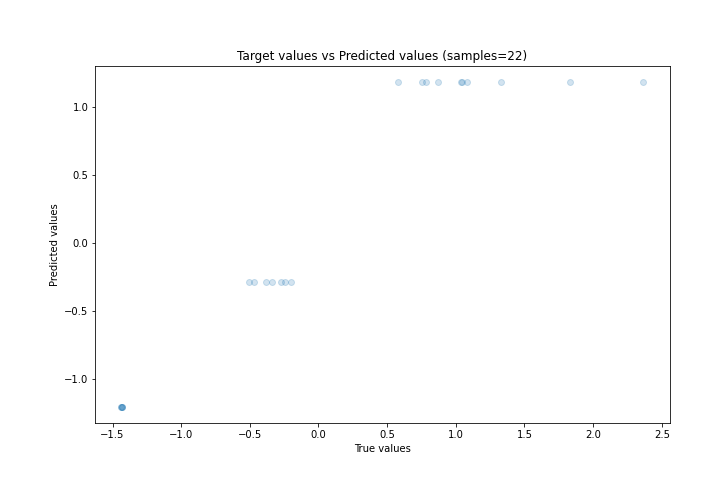 Target values vs Predicted values (samples=22)
1.0
0.5
0.0
−0.5
−1.0
Predicted values
−1.5 −1.0 −0.5 0.0 0.5 1.0 1.5 2.0 2.5
True values